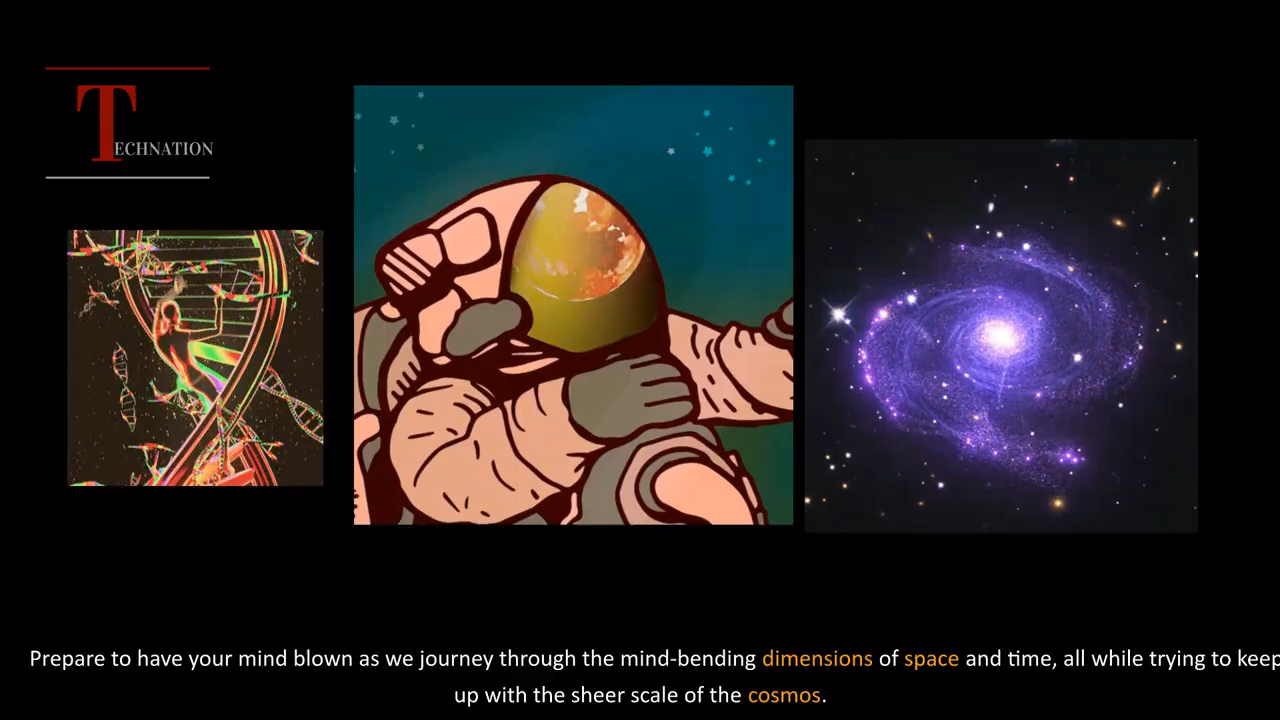 TECHNATION
Prepare to have your mind blown as we journey through the mind-bending dimensions of space and time, all while trying to keep
up with the sheer scale of the cosmos.